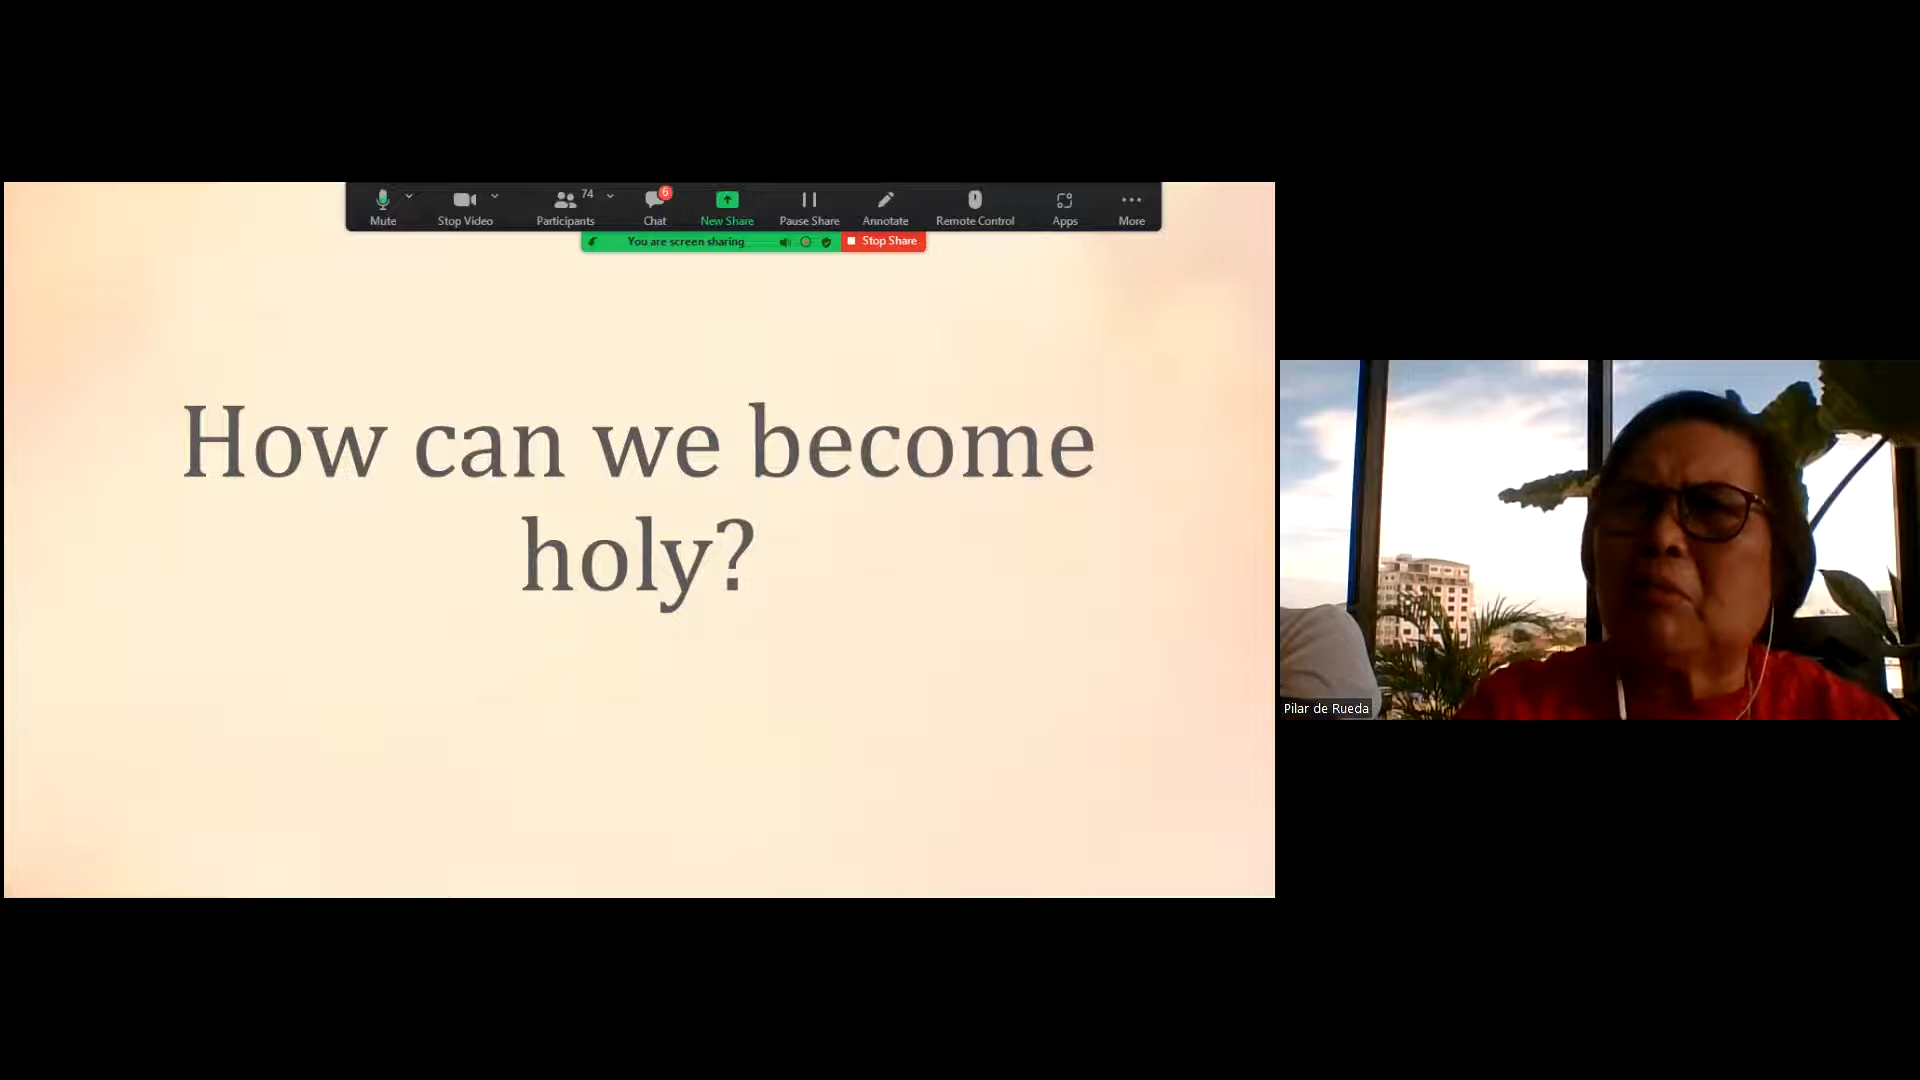 74
6
Mute
Stop Video
Participants
Chat
New Share
Pause Share
Annotate
Remote Control
Apps
More
You are screen sharing
Stop Share
How can we become
holy?
Pilar de Rueda